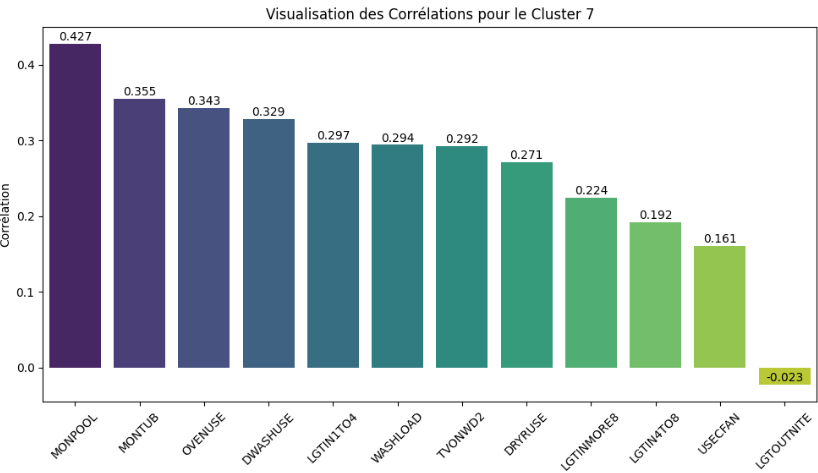 Visualisation des Corrélations pour le Cluster 7
Corrélation
0.4
0.3
0.2
0.1
0.0
0.427
0.355
0.343
0.329
0.297
0.294
0.292
0.271
0.224
0.192
0.161
-0.023
MONPOOL
MONTUB
OVENUSE
DWASHUSE
LGTIN1TO4
WASHLOAD
TVONWD2
DRYRUSE
LGTINMORE8
LGTIN4TO8
USECFAN
LGTOUTNITE